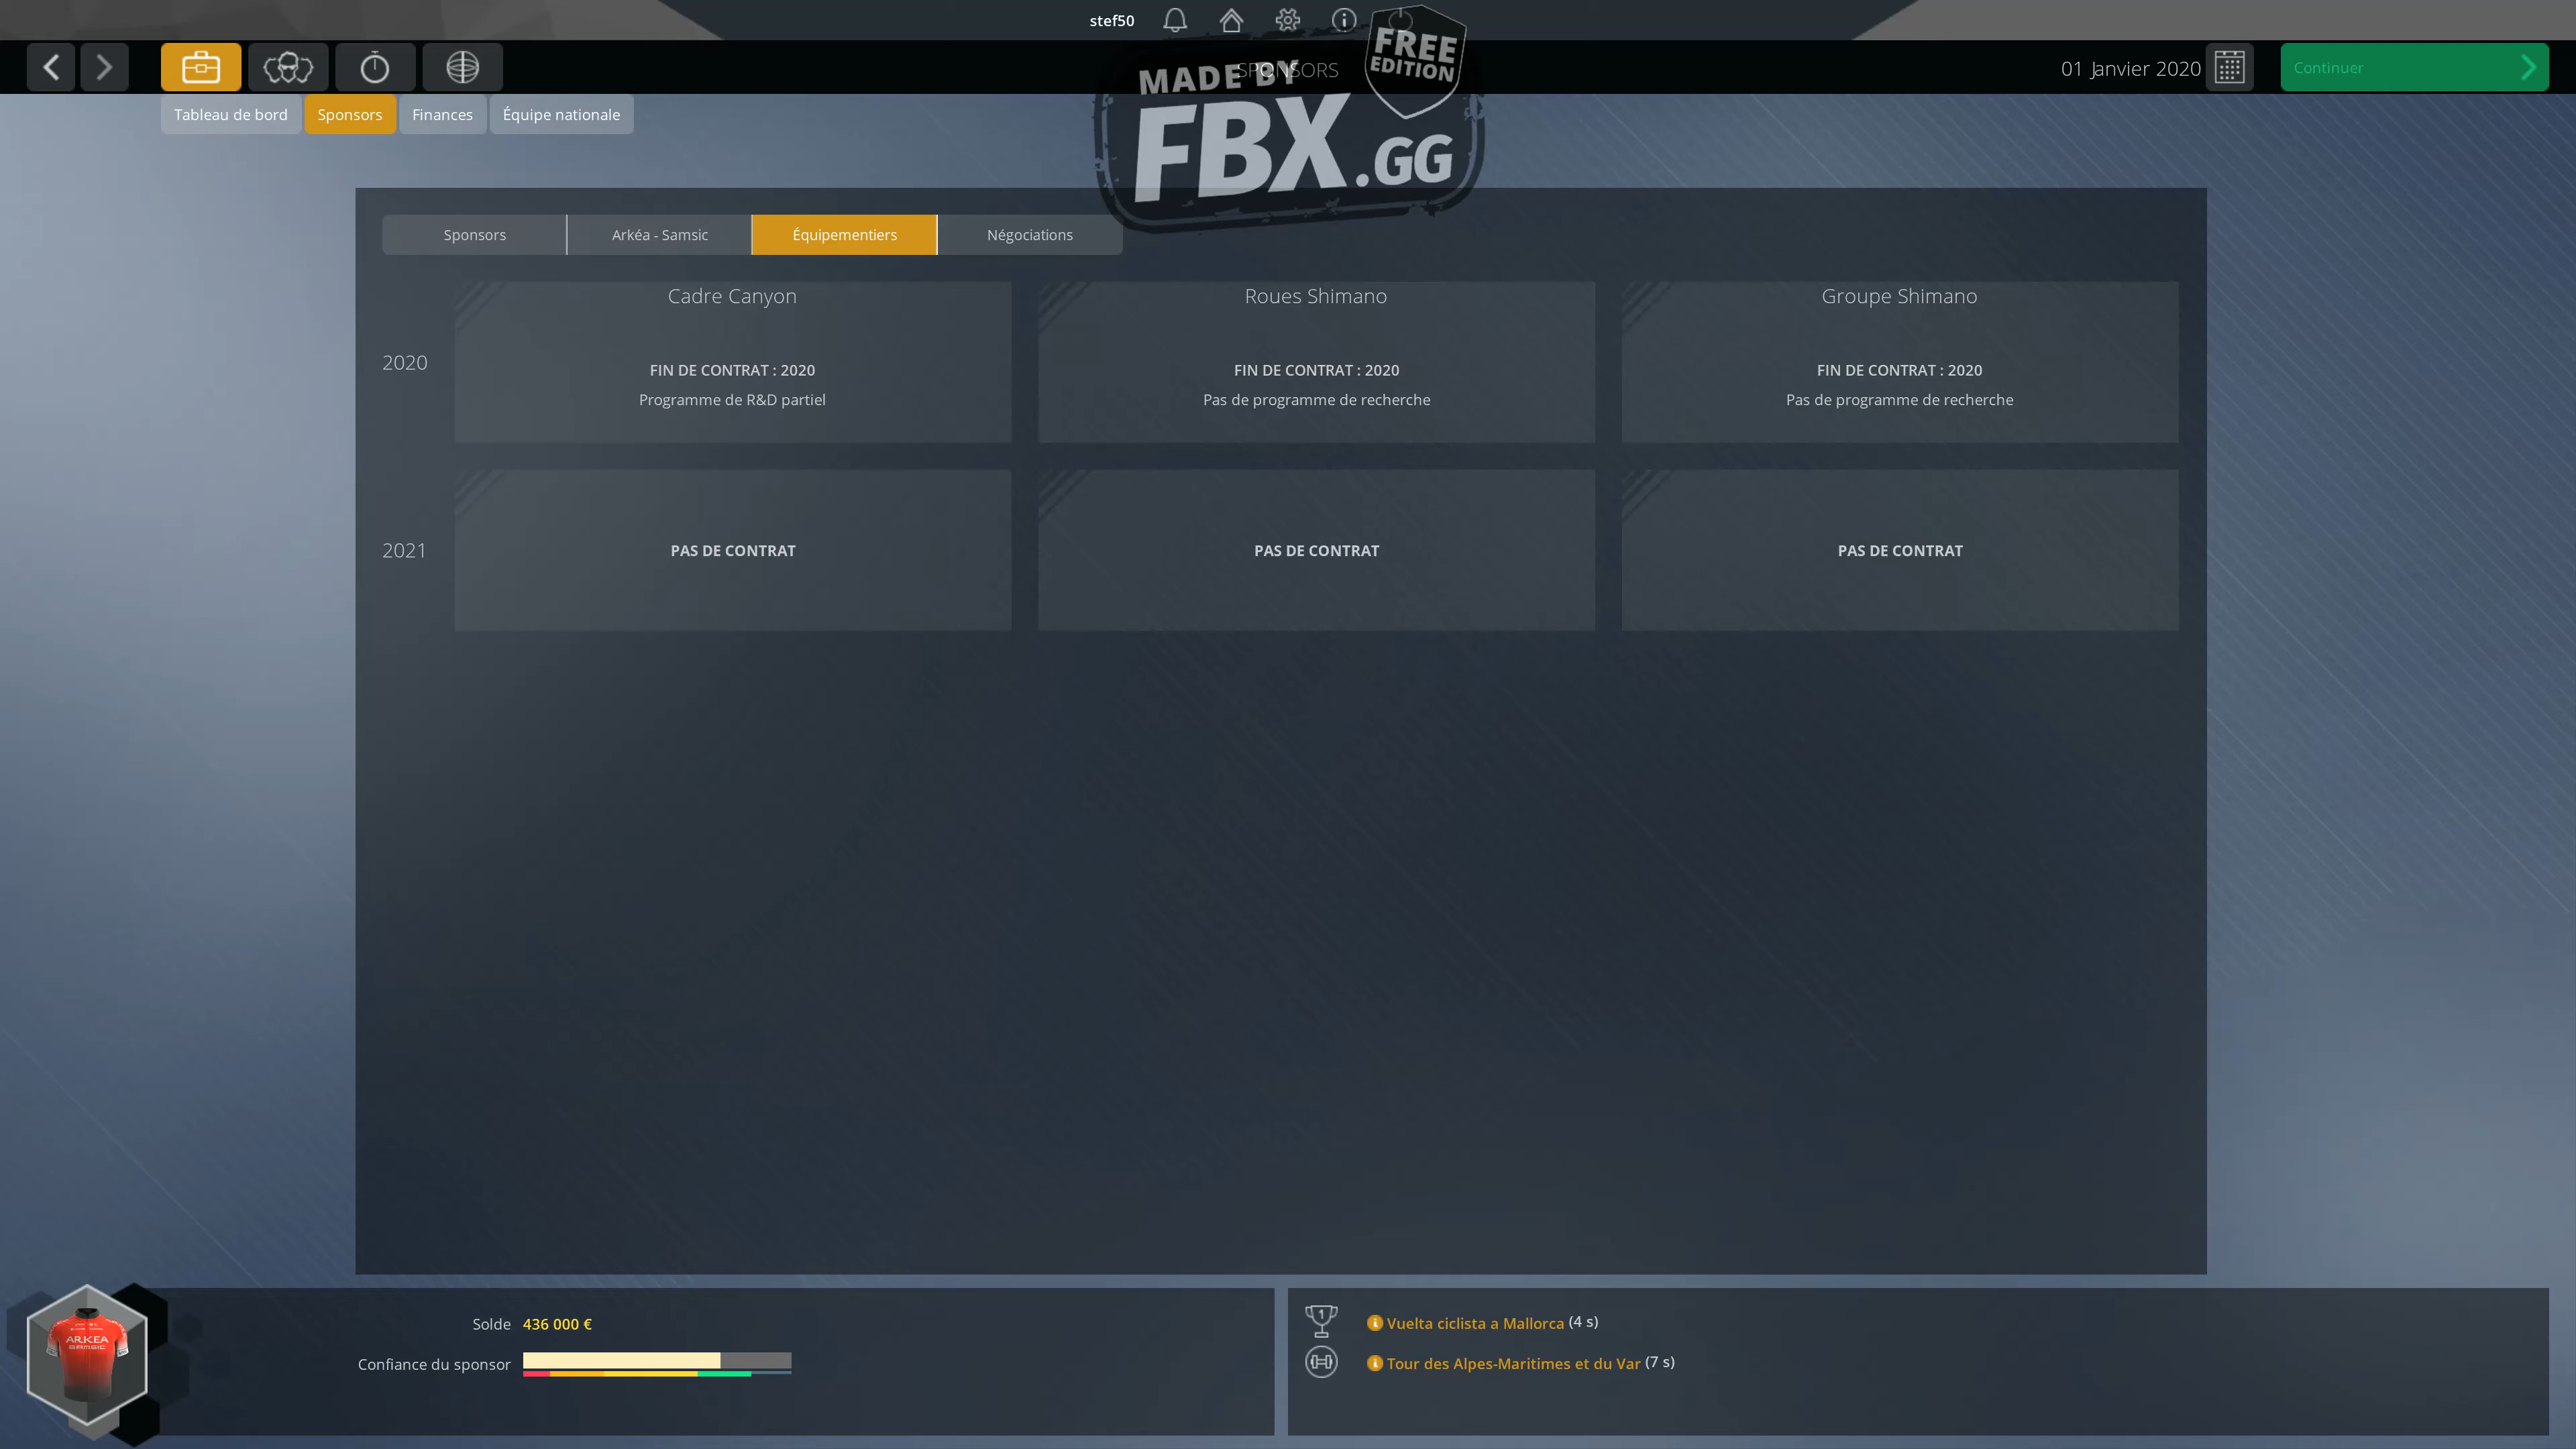 stef50
FREE
EDITION
MADE BY
FBX.GG
SPONSORS
01 Janvier 2020
Continuer
Tableau de bord
Sponsors
Finances
Équipe nationale
Sponsors
Arkéa - Samsic
Équipementiers
Négociations
2020
Cadre Canyon
FIN DE CONTRAT : 2020
Programme de R&D partiel
Roues Shimano
FIN DE CONTRAT : 2020
Pas de programme de recherche
Groupe Shimano
FIN DE CONTRAT : 2020
Pas de programme de recherche
2021
PAS DE CONTRAT
PAS DE CONTRAT
PAS DE CONTRAT
ARKEA
SAMSIC
Solde 436 000 €
Confiance du sponsor
1
Vuelta ciclista a Mallorca (4 s)
Tour des Alpes-Maritimes et du Var (7 s)